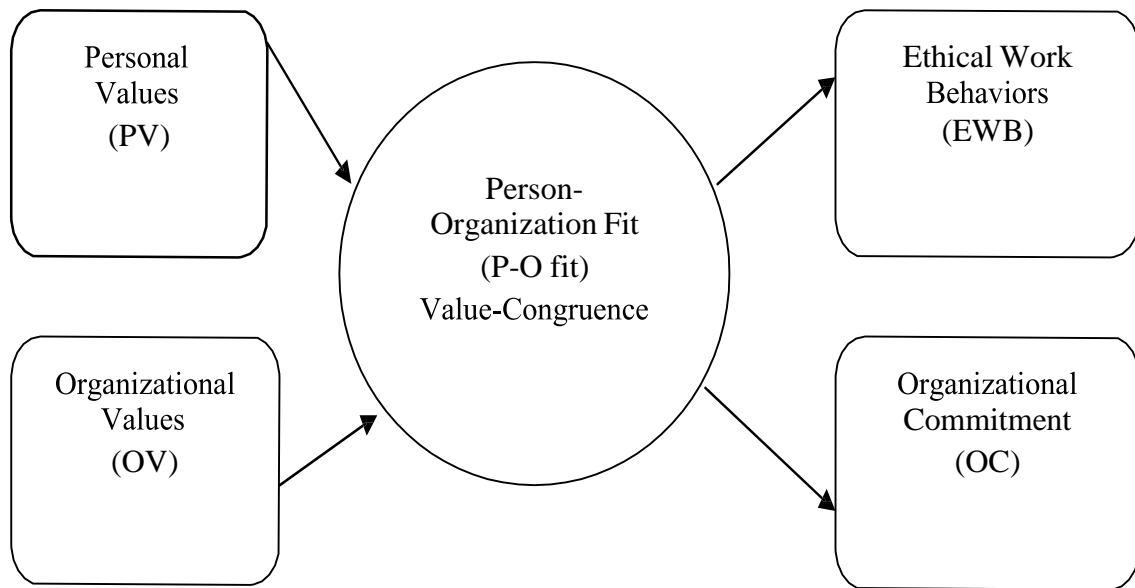 Personal
Values
(PV)
Organizational
Values
(OV)
Person-
Organization Fit
(P-O fit)
Value-Congruence
Ethical Work
Behaviors
(EWB)
Organizational
Commitment
(OC)